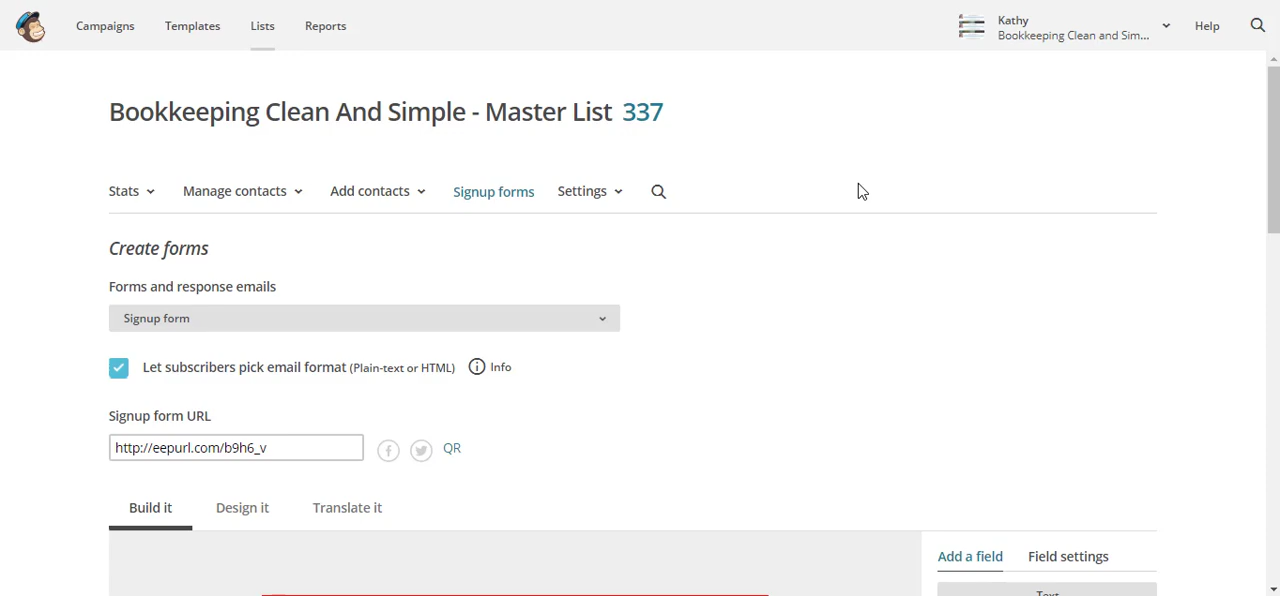 Campaigns Templates Lists Reports
Kathy
Bookkeeping Clean and Sim...
Help
Bookkeeping Clean And Simple - Master List 337
Stats Manage contacts Add contacts Signup forms Settings
Create forms
Forms and response emails
Signup form
Let subscribers pick email format (Plain-text or HTML) Info
Signup form URL
http://eepurl.com/b9h6_v QR
Build it Design it Translate it
Add a field Field settings
Text